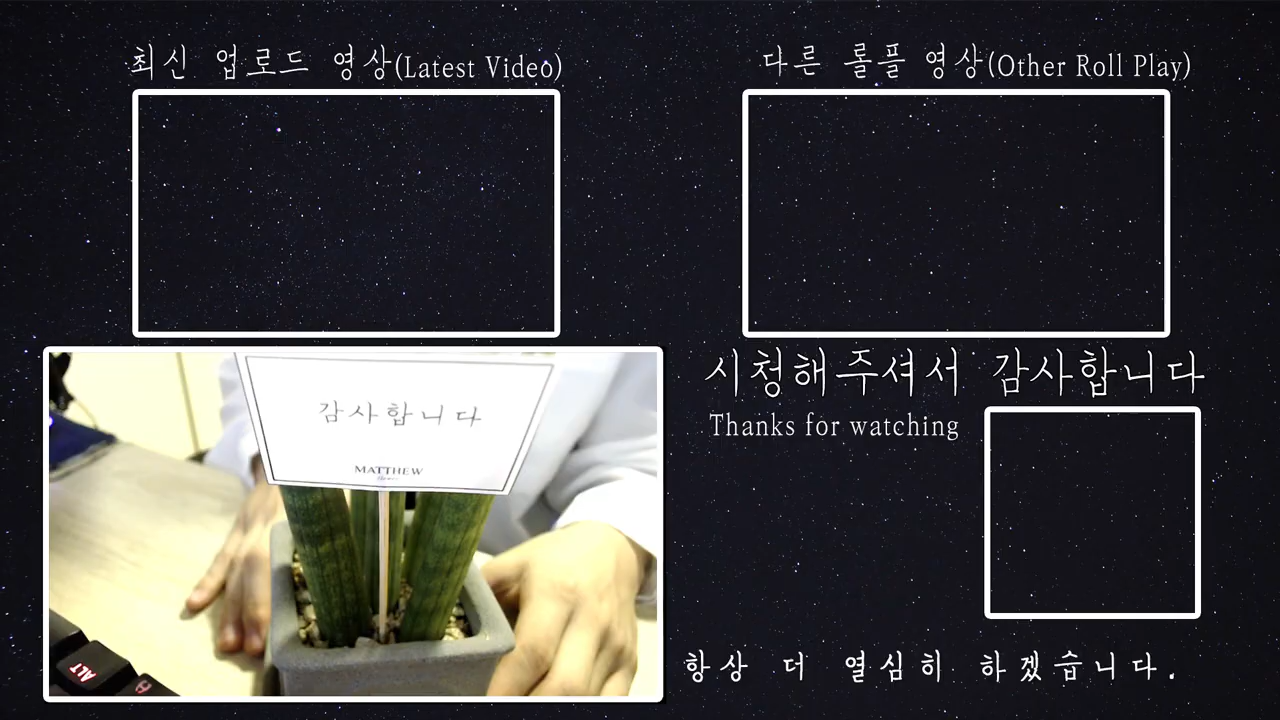 최신 업로드 영상(Latest Video)
다른 롤플 영상(Other Roll Play)
감사합니다
MATTHEW
시청해주셔서 감사합니다
Thanks for watching
ALT
항상 더 열심히 하겠습니다.